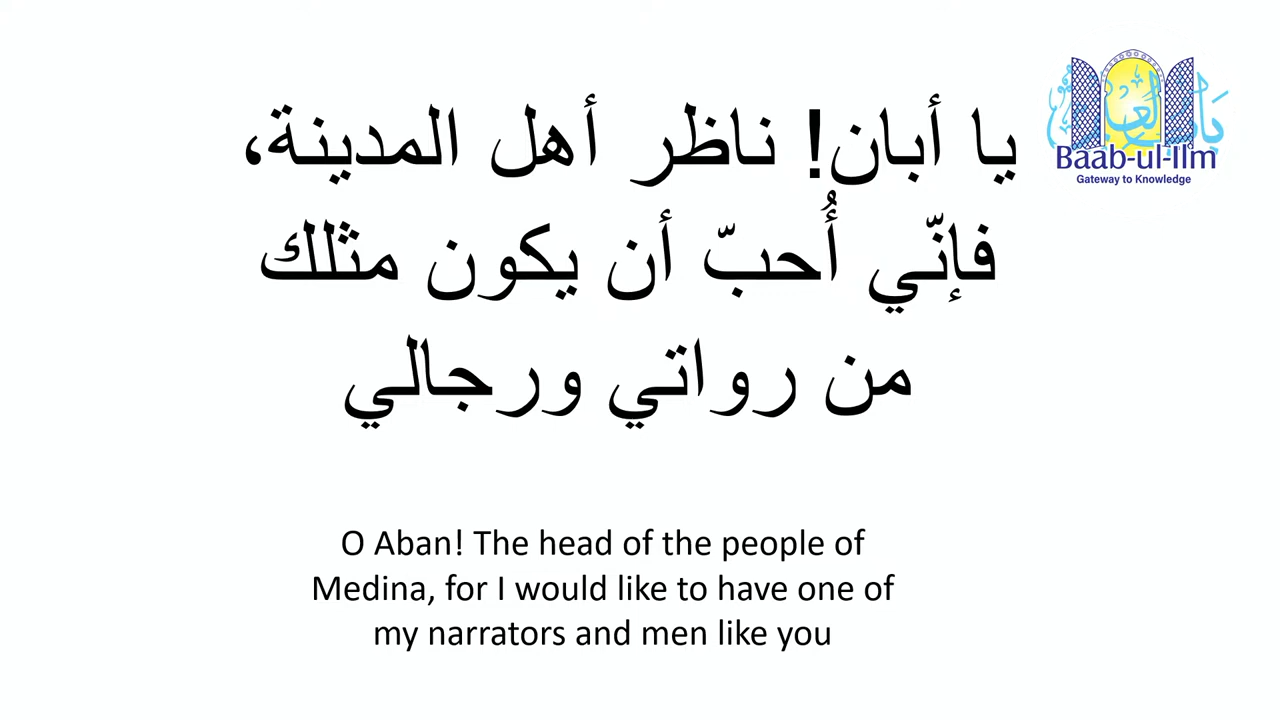 يا أبان! ناظر أهل المدينة،
فإنّي أُحبّ أن يكون مثلك
من رواتي ورجالي
باب العلم
Baab-ul-Ilm
Gateway to Knowledge
O Aban! The head of the people of
Medina, for I would like to have one of
my narrators and men like you